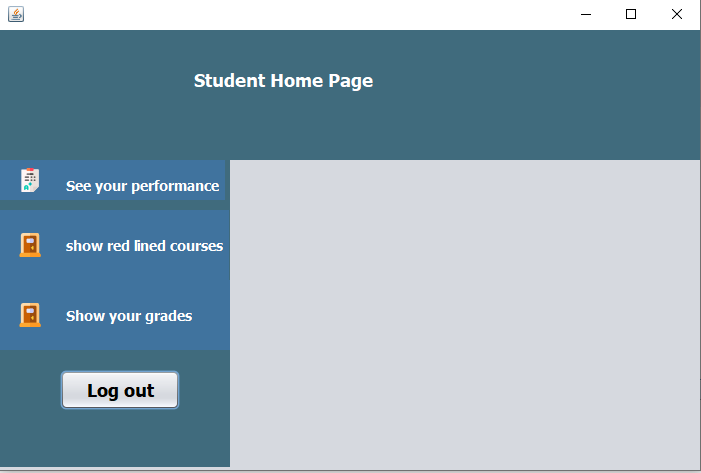 Student Home Page
See your performance
show red lined courses
Show your grades
Log out